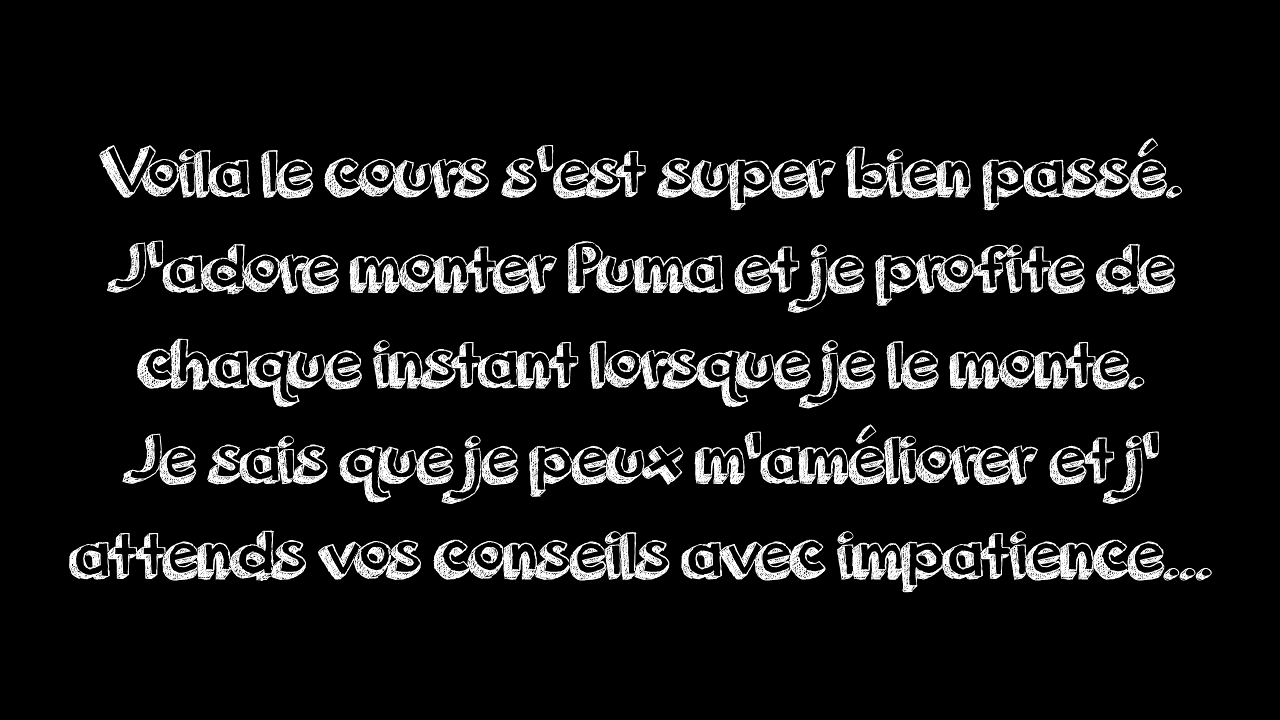 Voila le cours s'est super bien passé.
J'adore monter Puma et je profite de
chaque instant lorsque je le monte.
Je sais que je peux m'améliorer et j'
attends vos conseils avec impatience...